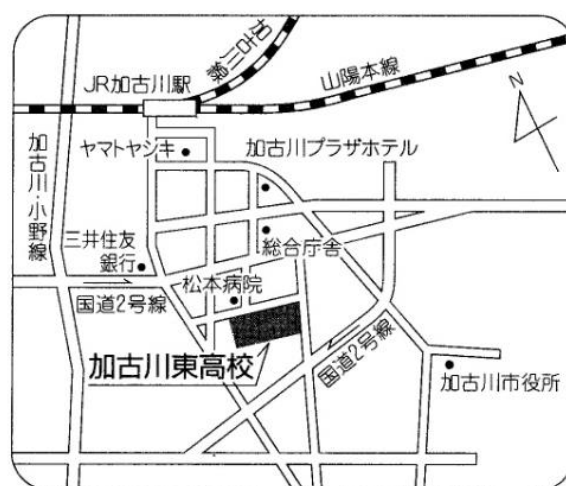 加古川線
JR加古川駅
山陽本線
N
加古川・小野線
ヤマトヤシキ
加古川プラザホテル
三井住友
銀行
総合庁舎
松本病院
国道2号線
国道2号線
加古川東高校
加古川市役所